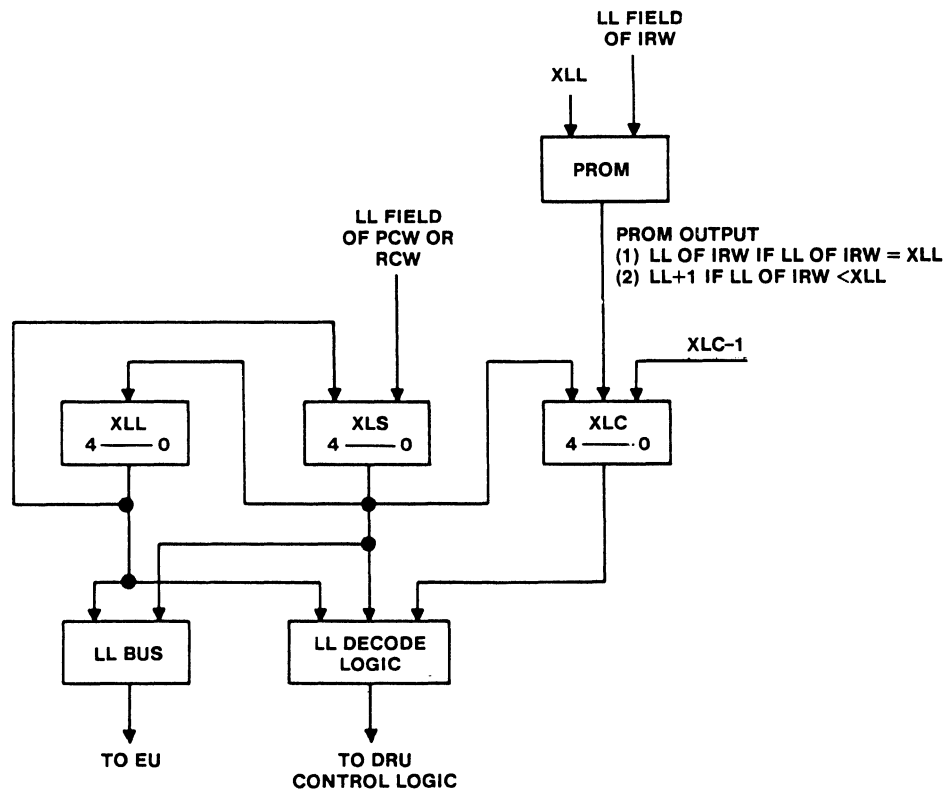 LL FIELD
OF IRW
XLL
PROM
LL FIELD
OF PCW OR
RCW
PROM OUTPUT
(1) LL OF IRW IF LL OF IRW = XLL
(2) LL+1 IF LL OF IRW <XLL
XLC-1
XLL
4 —— 0
XLS
4 —— 0
XLC
4 —— 0
LL BUS
LL DECODE
LOGIC
TO EU
TO DRU
CONTROL LOGIC